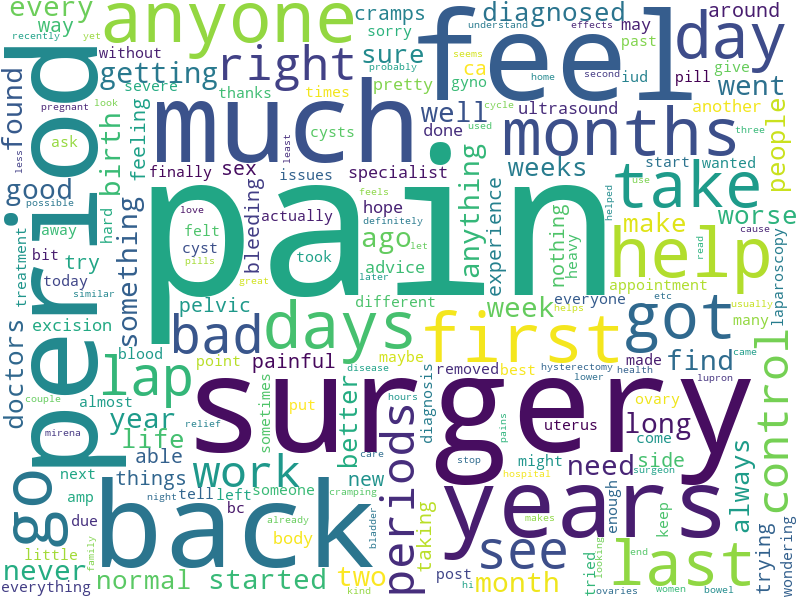 every
way
recently
yet
anyone
cramps
sorry
understand
effects
diagnosed
around
may
past
feel
day
without
getting
right
sure
seems
probably
ca
home
second
iud
pill
give
went
found
pregnant
look
severe
thanks
times
pretty
gyno
cycle
used
ultrasound
another
three
period
less
ask
birth
feeling
much
cysts
well
done
months
people
good
possible
finally
sex
issues
specialist
weeks
start
wanted
least
feels
helped
use
take
worse
i
away
hard
something
love
actually
hope
definitely
let
pain
anything
experience
nothing
heavy
read
cause
treatment
bit
try
felt
cyst
bleeding
took
ago
advice
later
help
make
laparoscopy
today
similar
pills
great
different
week
everyone
etc
appointment
usually
many
pelvic
doctors
excision
blood
bad
days
first
helps
got
came
couple
almost
point
painful
maybe
removed
best
hysterectomy
lower
made
health
find
lupron
control
lap
disease
surgery
diagnosis
ovary
mirena
year
relief
put
hours
sometimes
better
periods
uterus
long
life
able
care
pains
come
next
things
work
stop
might
need
side
always
go
amp
night
tell
left
someone
cramping
new
hospital
surgeon
due
bc
already
bladder
makes
years
enough
keep
trying
wondering
back
body
taking
see
tried
looking
end
last
little
family
never
normal
started
two
month
post
hi
women
bowel
everything
kind
ovaries